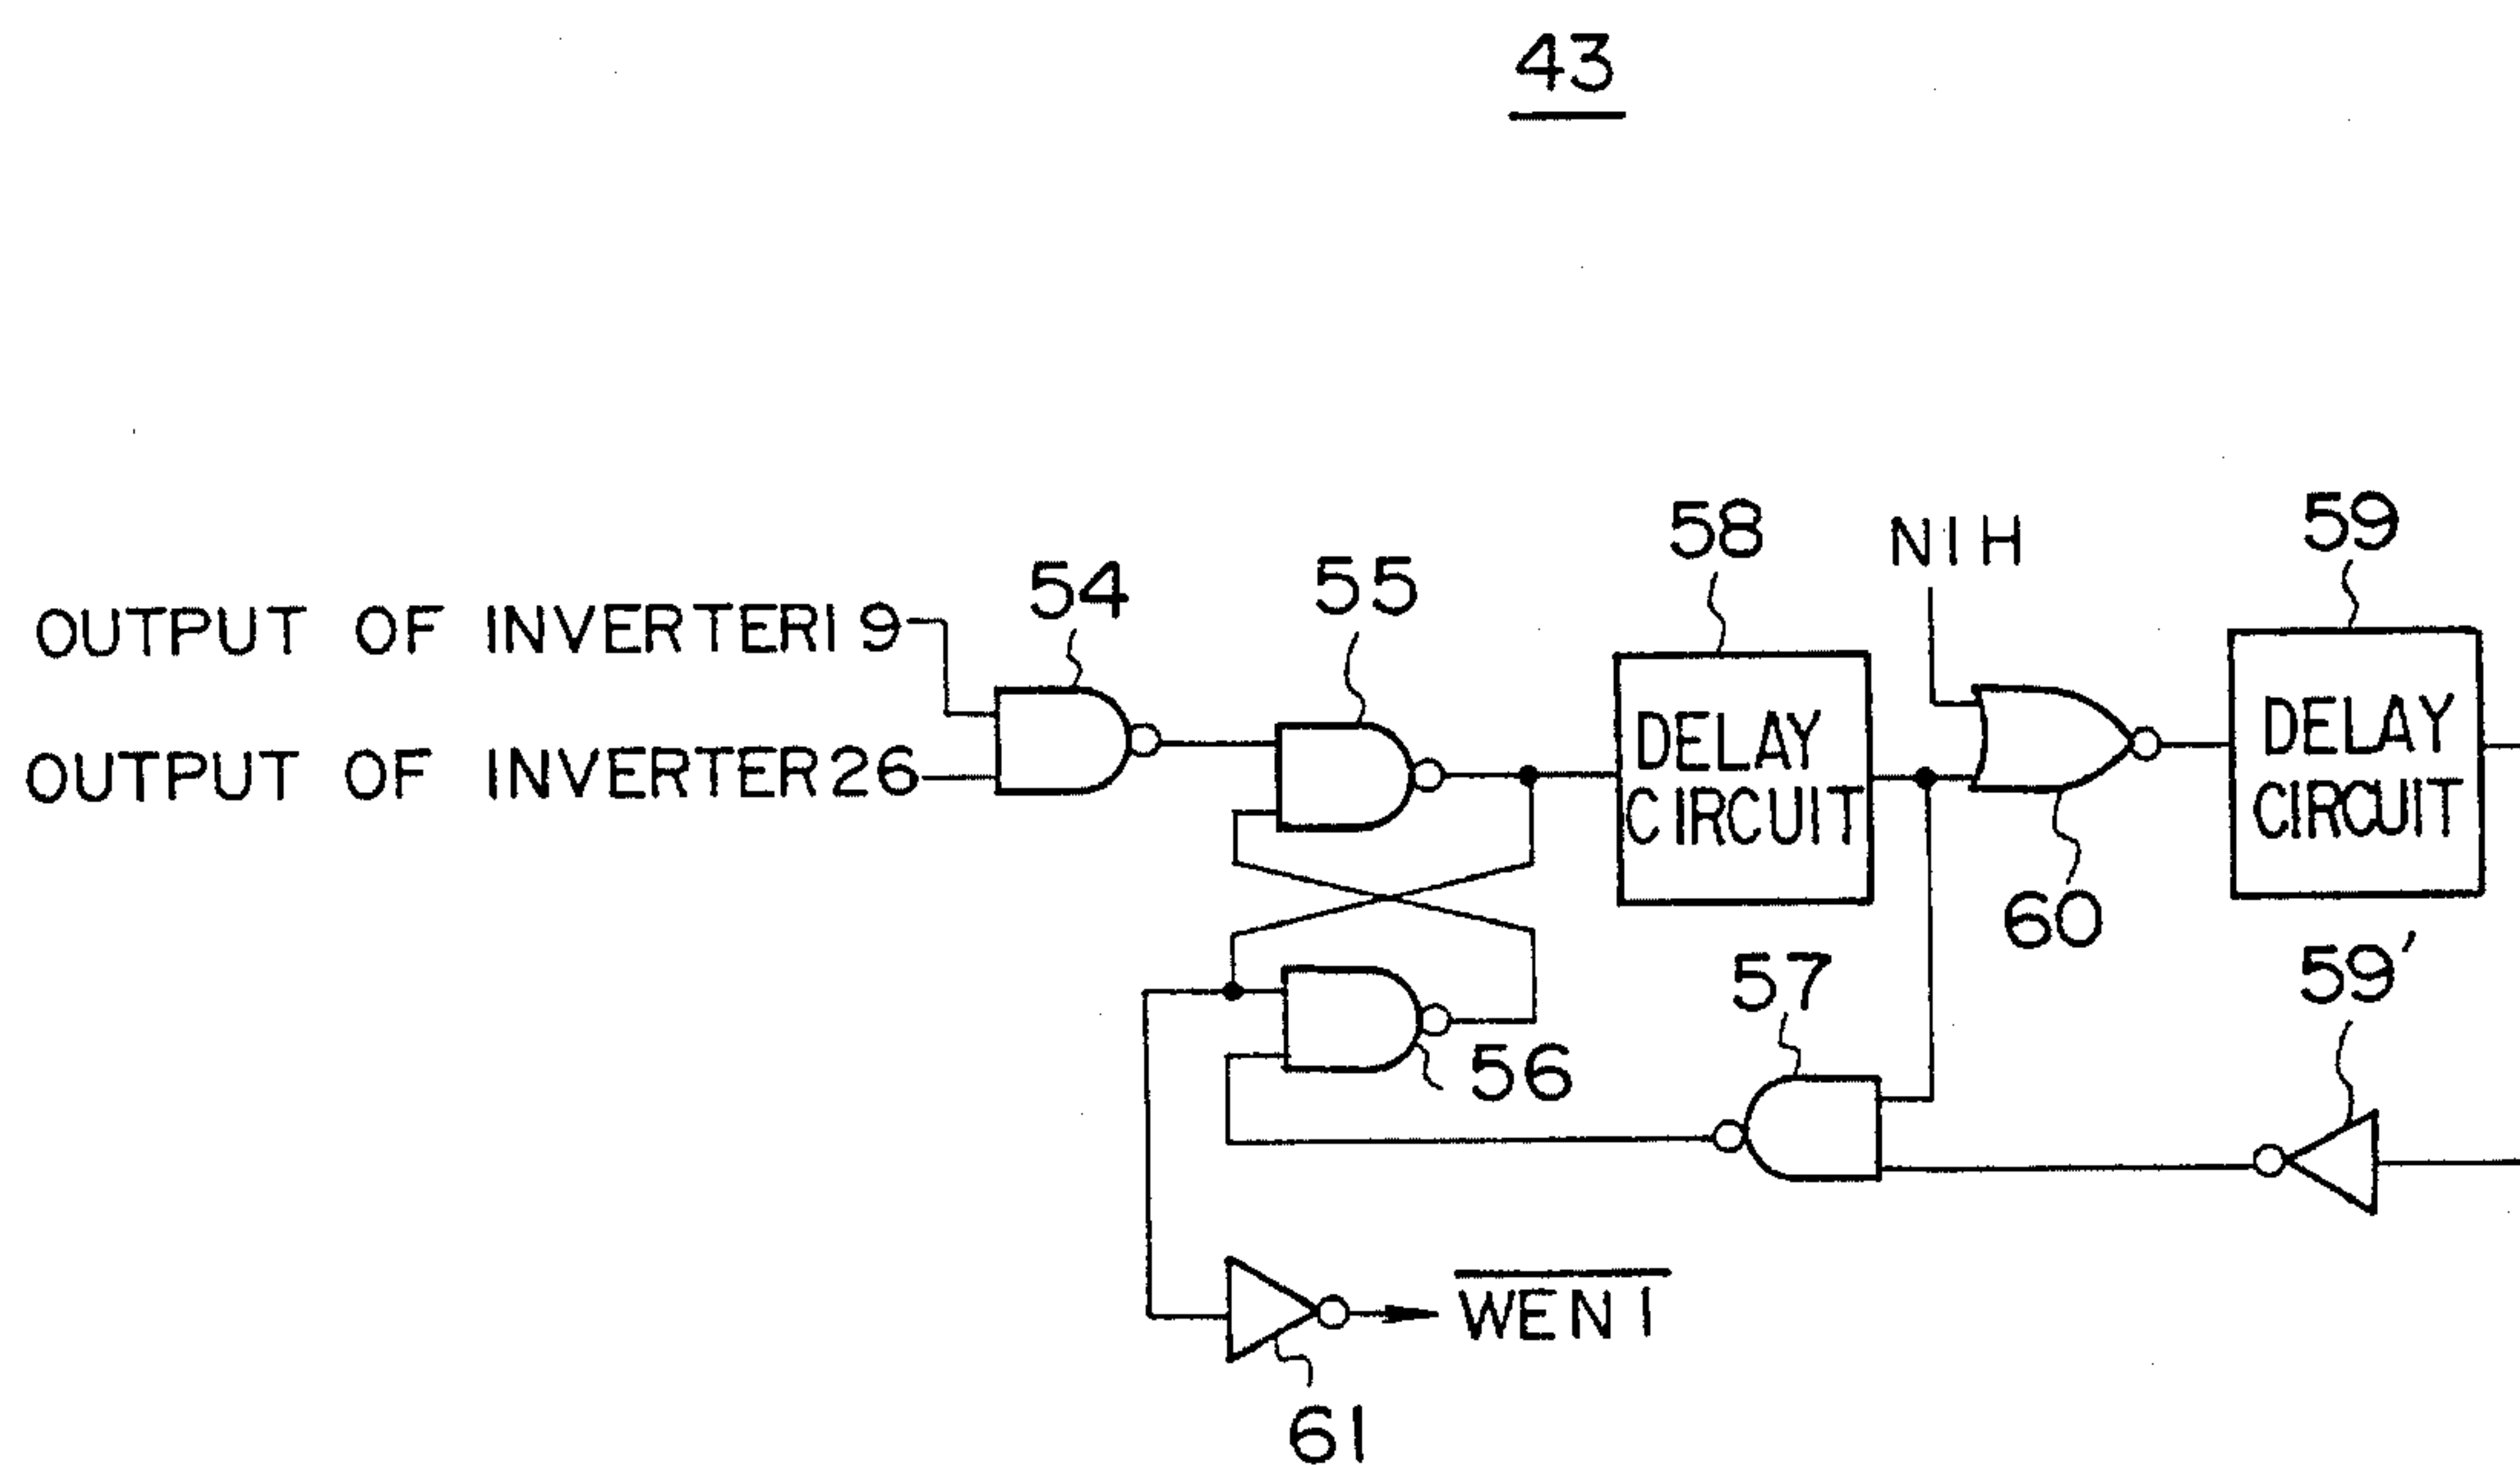 43
58
NIH
59
54
55
OUTPUT OF INVERTER19
OUTPUT OF INVERTER26
DELAY
CIRCUIT
DELAY
CIRCUIT
60
59'
57
56
WEN1
61